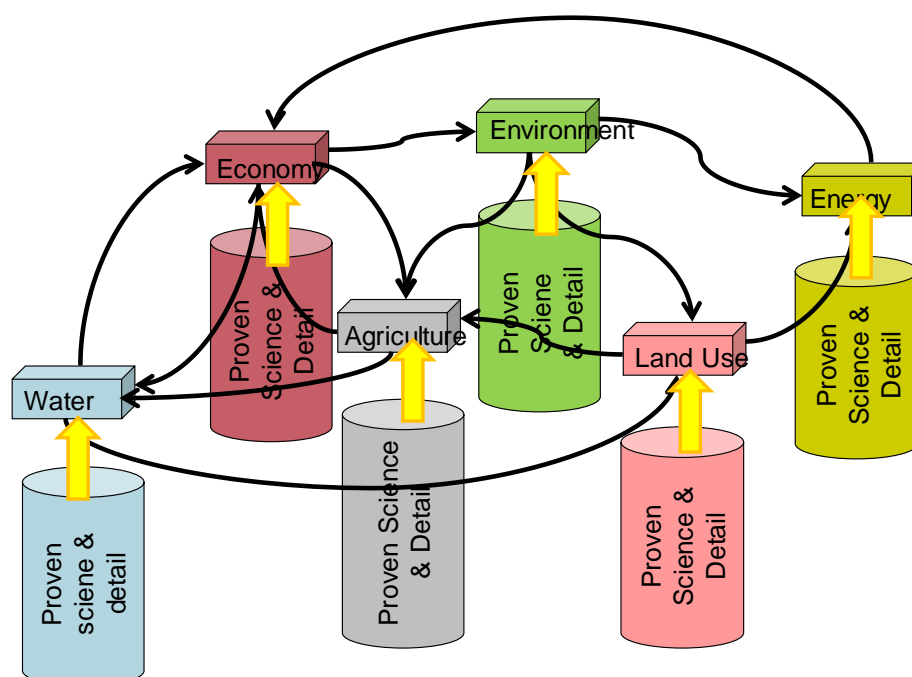 Environment
Economy
Energy
Agriculture
Land Use
Water
Proven
Science &
Detail
Proven
Sciene
& Detail
Proven
Science &
Detail
Proven Science
& Detail
Proven
Science &
Detail
Proven
sciene &
detail